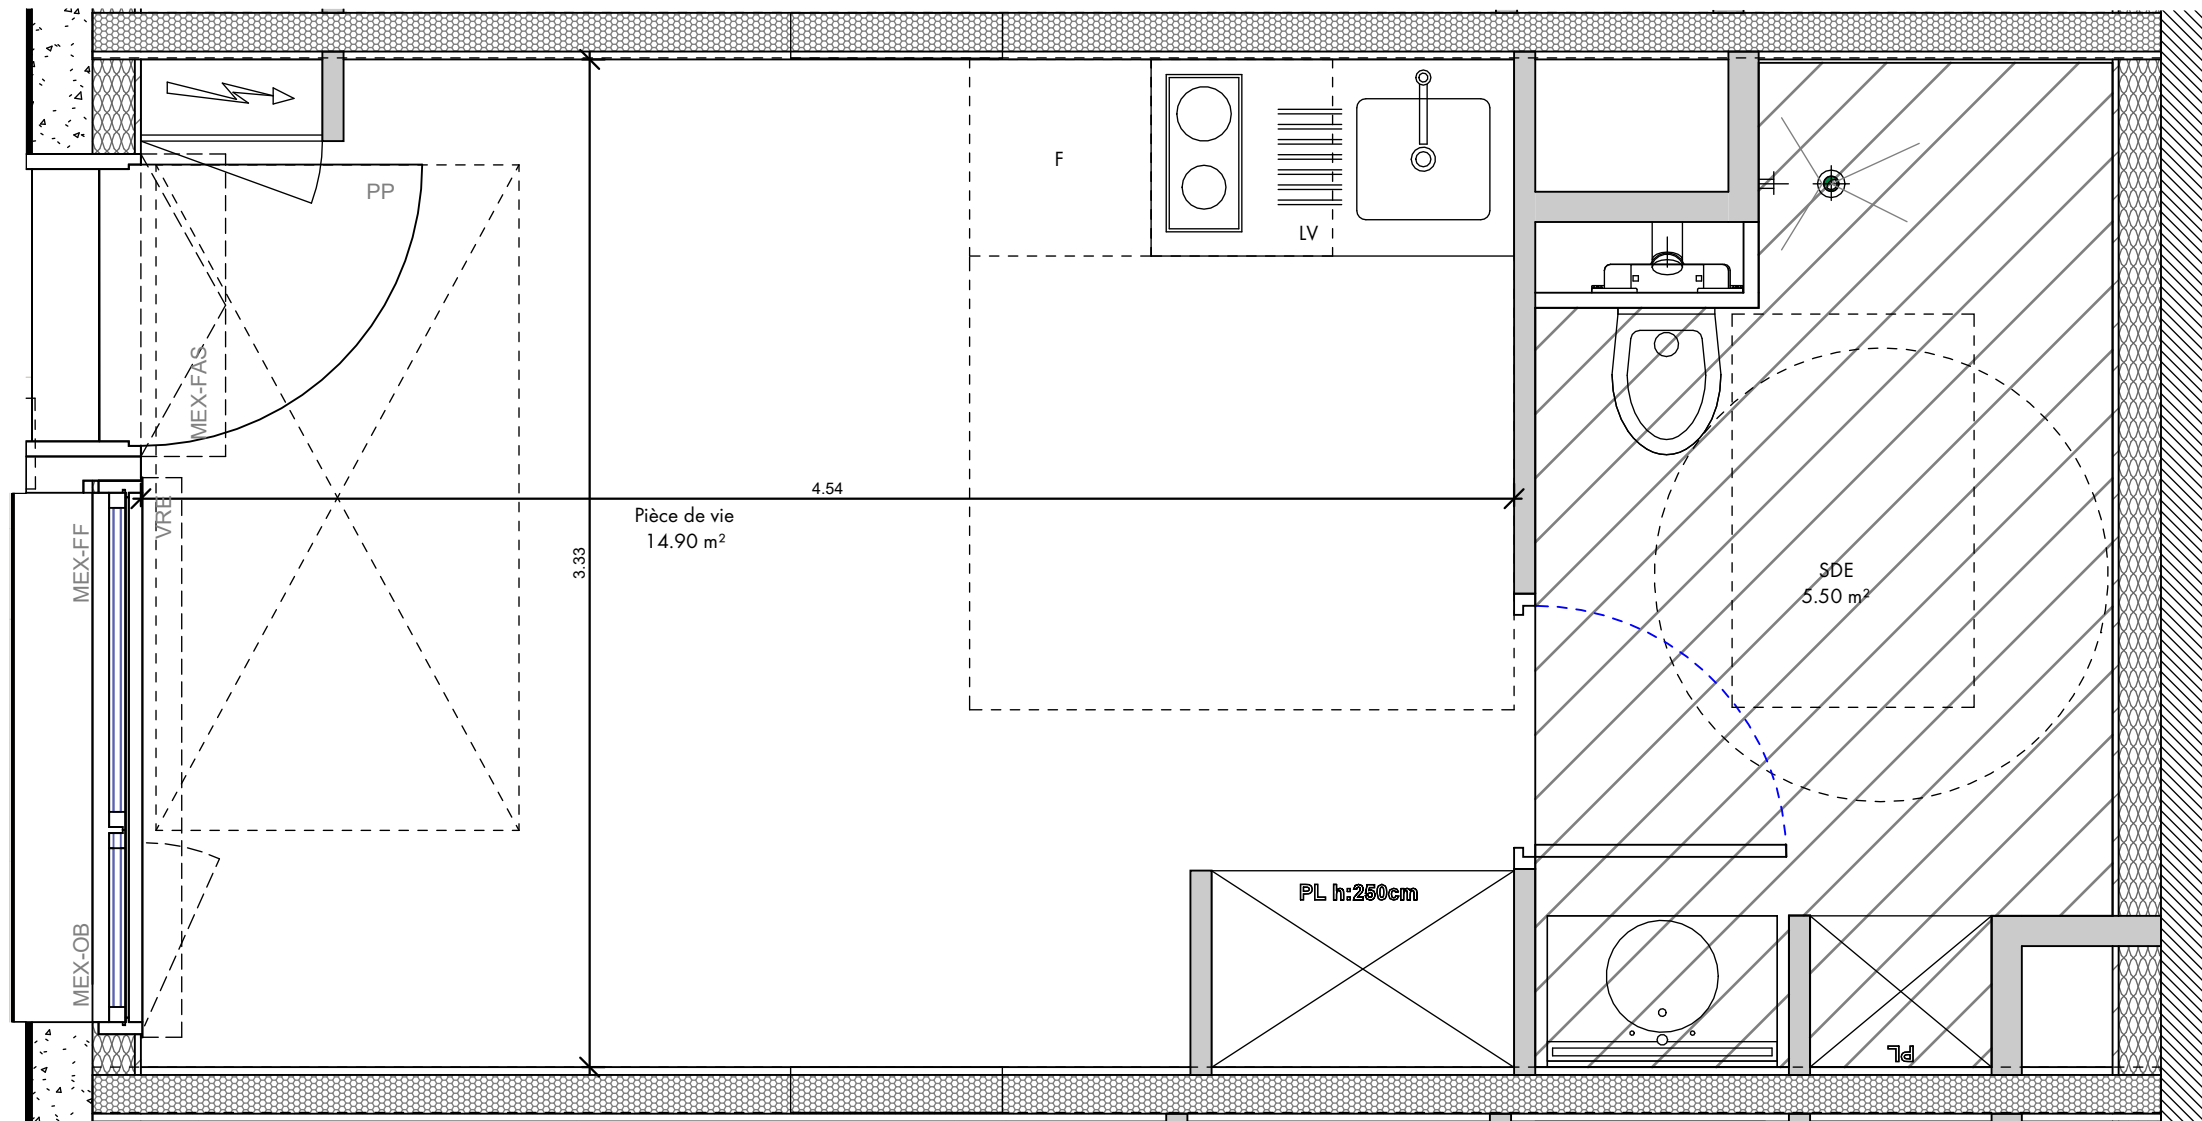 PP
F
LV
MEX-FAS
4.54
VRE
Pièce de vie
14.90 m²
MEX-FF
3.33
SDE
5.50 m²
PL h:250cm
MEX-OB
PL